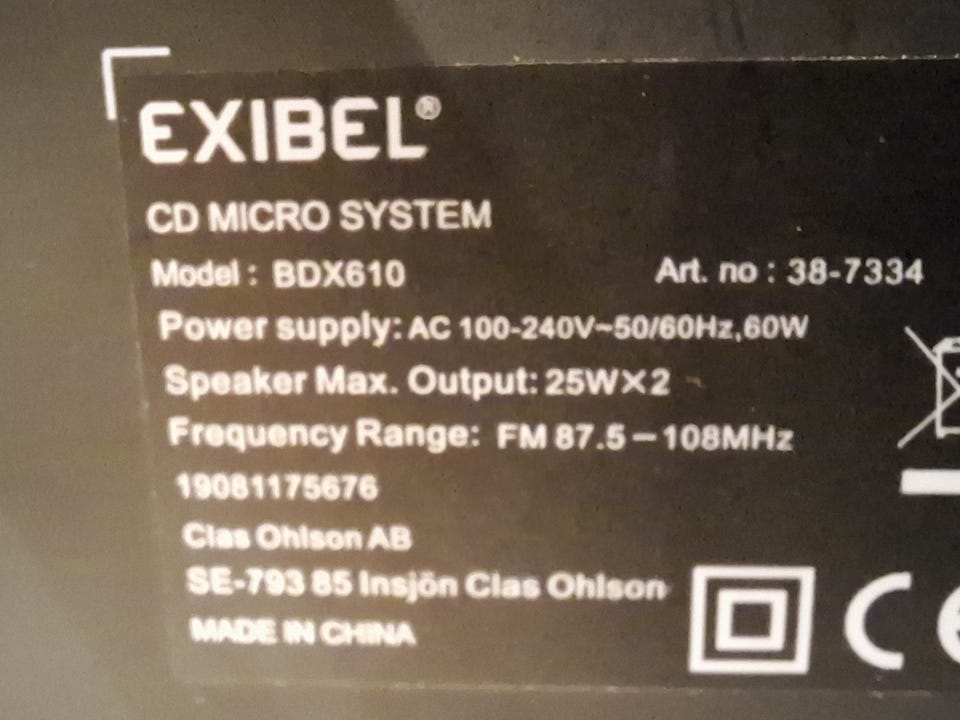 EXIBEL®
CD MICRO SYSTEM
Model : BDX610 Art. no : 38-7334
Power supply: AC 100-240V~50/60Hz,60W
Speaker Max. Output: 25W×2
Frequency Range: FM 87.5–108MHz
19081175676
Clas Ohlson AB
SE-793 85 Insjön Clas Ohlson
MADE IN CHINA
CE